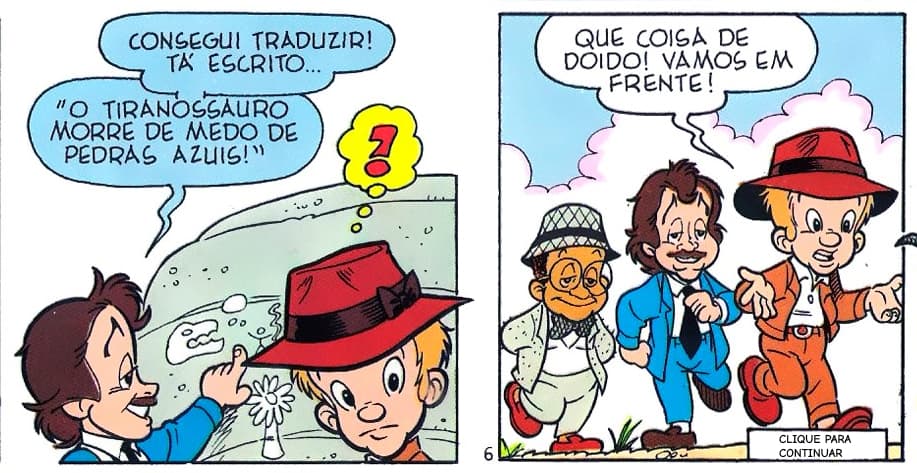 CONSEGUI TRADUZIR!
TÁ ESCRITO...
"O TIRANOSSAURO
MORRE DE MEDO DE
PEDRAS AZUIS!"
?
QUE COISA DE
DOIDO! VAMOS EM
FRENTE!
6
CLIQUE PARA
CONTINUAR